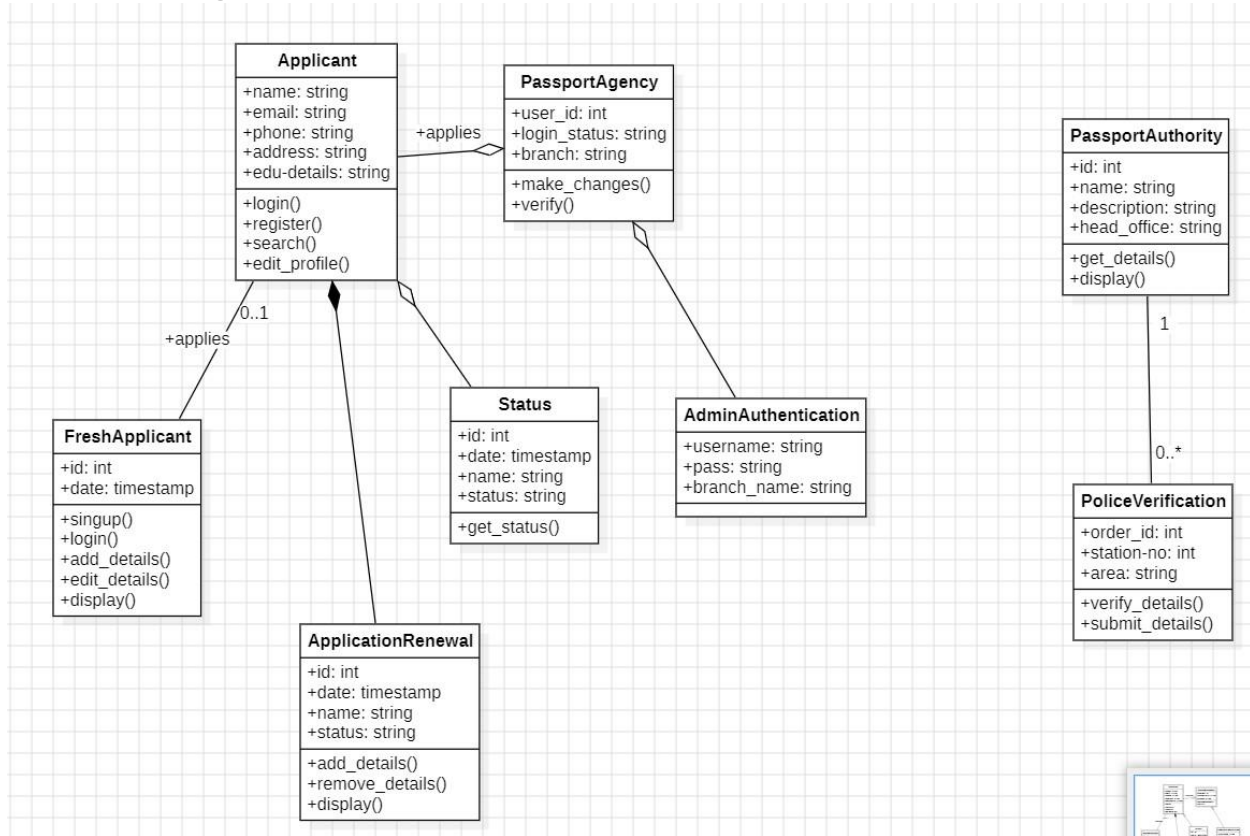 Applicant
+name: string
+email: string
+phone: string
+address: string
+edu-details: string
+login()
+register()
+search()
+edit_profile()
+applies
PassportAgency
+user_id: int
+login_status: string
+branch: string
+make_changes()
+verify()
PassportAuthority
+id: int
+name: string
+description: string
+head_office: string
+get_details()
+display()
0..1
+applies
1
0..*
FreshApplicant
+id: int
+date: timestamp
+singup()
+login()
+add_details()
+edit_details()
+display()
Status
+id: int
+date: timestamp
+name: string
+status: string
+get_status()
AdminAuthentication
+username: string
+pass: string
+branch_name: string
PoliceVerification
+order_id: int
+station-no: int
+area: string
+verify_details()
+submit_details()
ApplicationRenewal
+id: int
+date: timestamp
+name: string
+status: string
+add_details()
+remove_details()
+display()